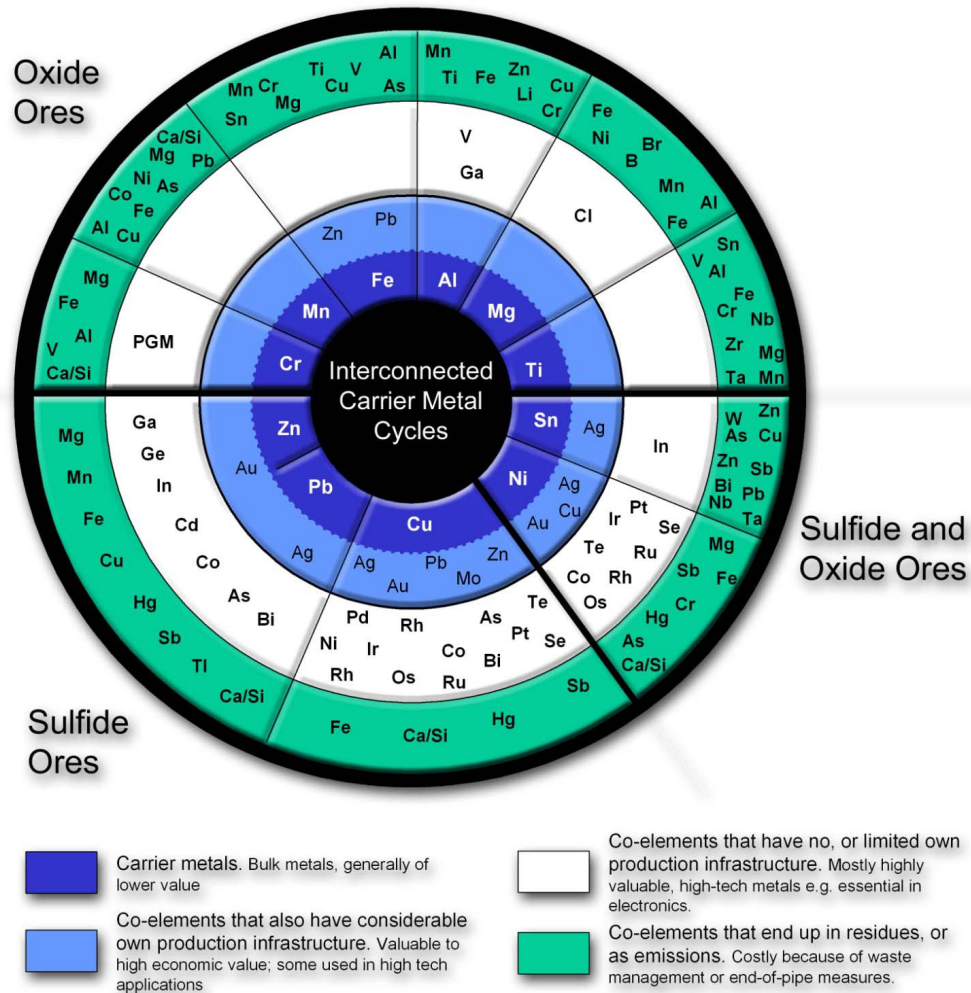 Oxide
Ores
Mn
Cr
Mg
Ti
Cu
V
Al
As
Sn
Mn
Ti
Fe
Zn
Li
Cu
Cr
Fe
Ni
B
Br
Mn
Al
Fe
Ca/Si
Mg
Pb
Ni
As
Co
Fe
Al
Cu
V
Ga
Cl
Zn
Pb
Mg
Fe
Al
V
Ca/Si
PGM
Fe
Al
Mn
Mg
Cr
Ti
Sn
V
Al
Fe
Cr
Nb
Zr
Mg
Ta
Mn
Interconnected
Carrier Metal
Cycles
Zn
Sn
Pb
Ni
Cu
Ag
In
W
Zn
As
Cu
Zn
Sb
Bi
Pb
Nb
Ta
Au
Ag
Ag
Cu
Au
Ag
Au
Pb
Mo
Zn
Ga
Ge
In
Cd
Co
As
Bi
Ir
Pt
Se
Te
Ru
Co
Rh
Os
Mg
Sb
Fe
Cr
Hg
As
Ca/Si
Sulfide and
Oxide Ores
Mg
Mn
Fe
Cu
Hg
Sb
Tl
Ca/Si
Pd
Rh
As
Te
Ni
Ir
Co
Pt
Se
Bi
Rh
Os
Ru
Sb
Fe
Ca/Si
Hg
Sulfide
Ores
Carrier metals. Bulk metals, generally of
lower value
Co-elements that also have considerable
own production infrastructure. Valuable to
high economic value; some used in high tech
applications
Co-elements that have no, or limited own
production infrastructure. Mostly highly
valuable, high-tech metals e.g. essential in
electronics.
Co-elements that end up in residues, or
as emissions. Costly because of waste
management or end-of-pipe measures.